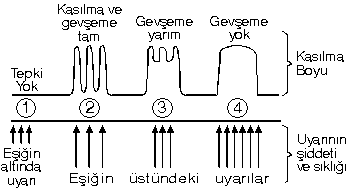 Kasılma ve
gevşeme
tam
Gevşeme
yarım
Gevşeme
yok
Tepki
Yok
Kasılma
Boyu
1
2
3
4
Eşiğin
altında
uyarı
Eşiğin
üstündeki
uyarılar
Uyarının
şiddeti
ve sıklığı